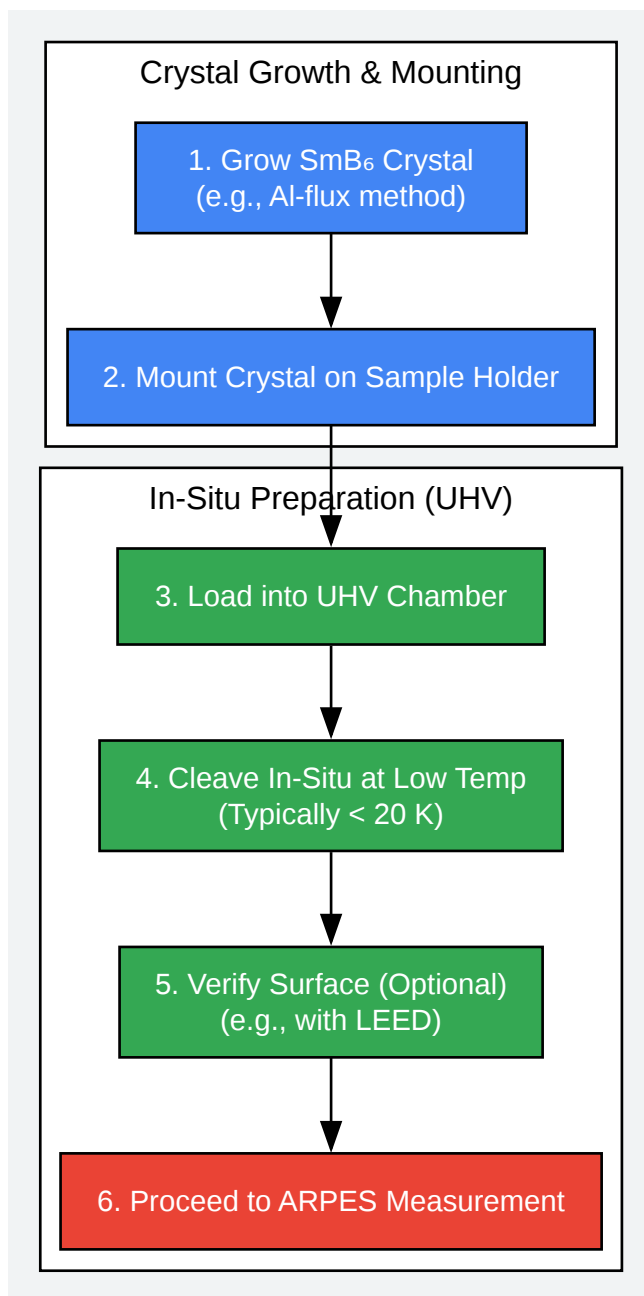 Crystal Growth & Mounting
1. Grow SmB₆ Crystal
(e.g., Al-flux method)
2. Mount Crystal on Sample Holder
In-Situ Preparation (UHV)
3. Load into UHV Chamber
4. Cleave In-Situ at Low Temp
(Typically < 20 K)
5. Verify Surface (Optional)
(e.g., with LEED)
6. Proceed to ARPES Measurement